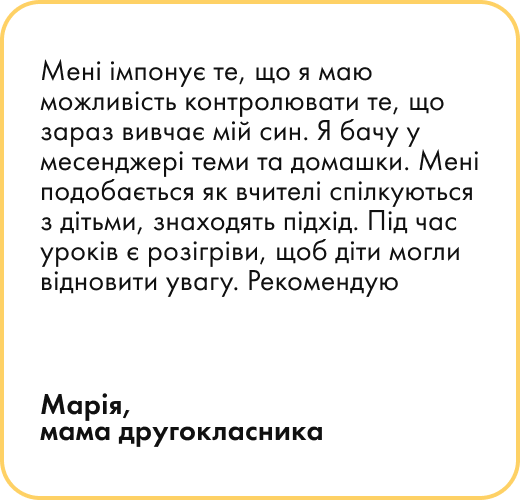 Мені імпонує те, що я маю
можливість контролювати те, що
зараз вивчає мій син. Я бачу у
месенджері теми та домашки. Мені
подобається як вчителі спілкуються
з дітьми, знаходять підхід. Під час
уроків є розігріви, щоб діти могли
відновити увагу. Рекомендую
Марія,
мама другокласника